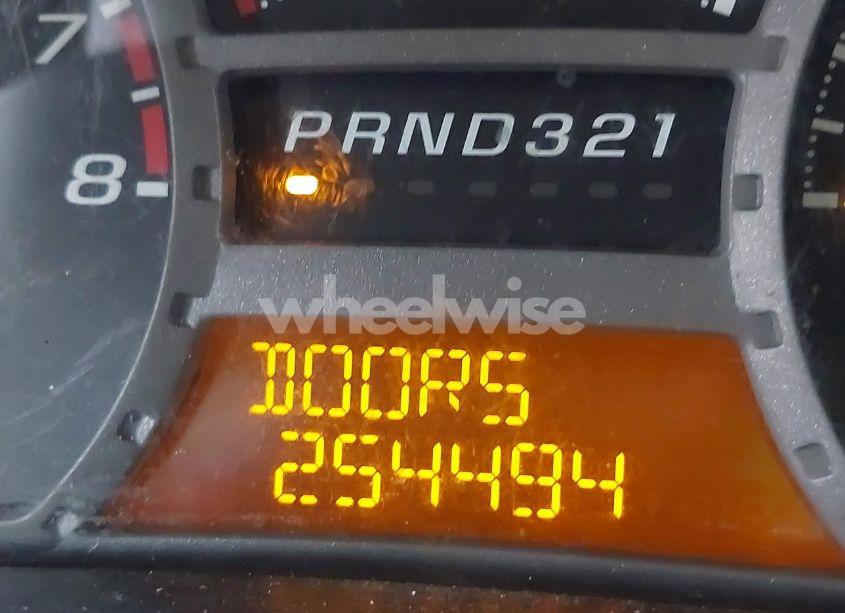 7
8
PRND321
wheelwise
DOORS
254494